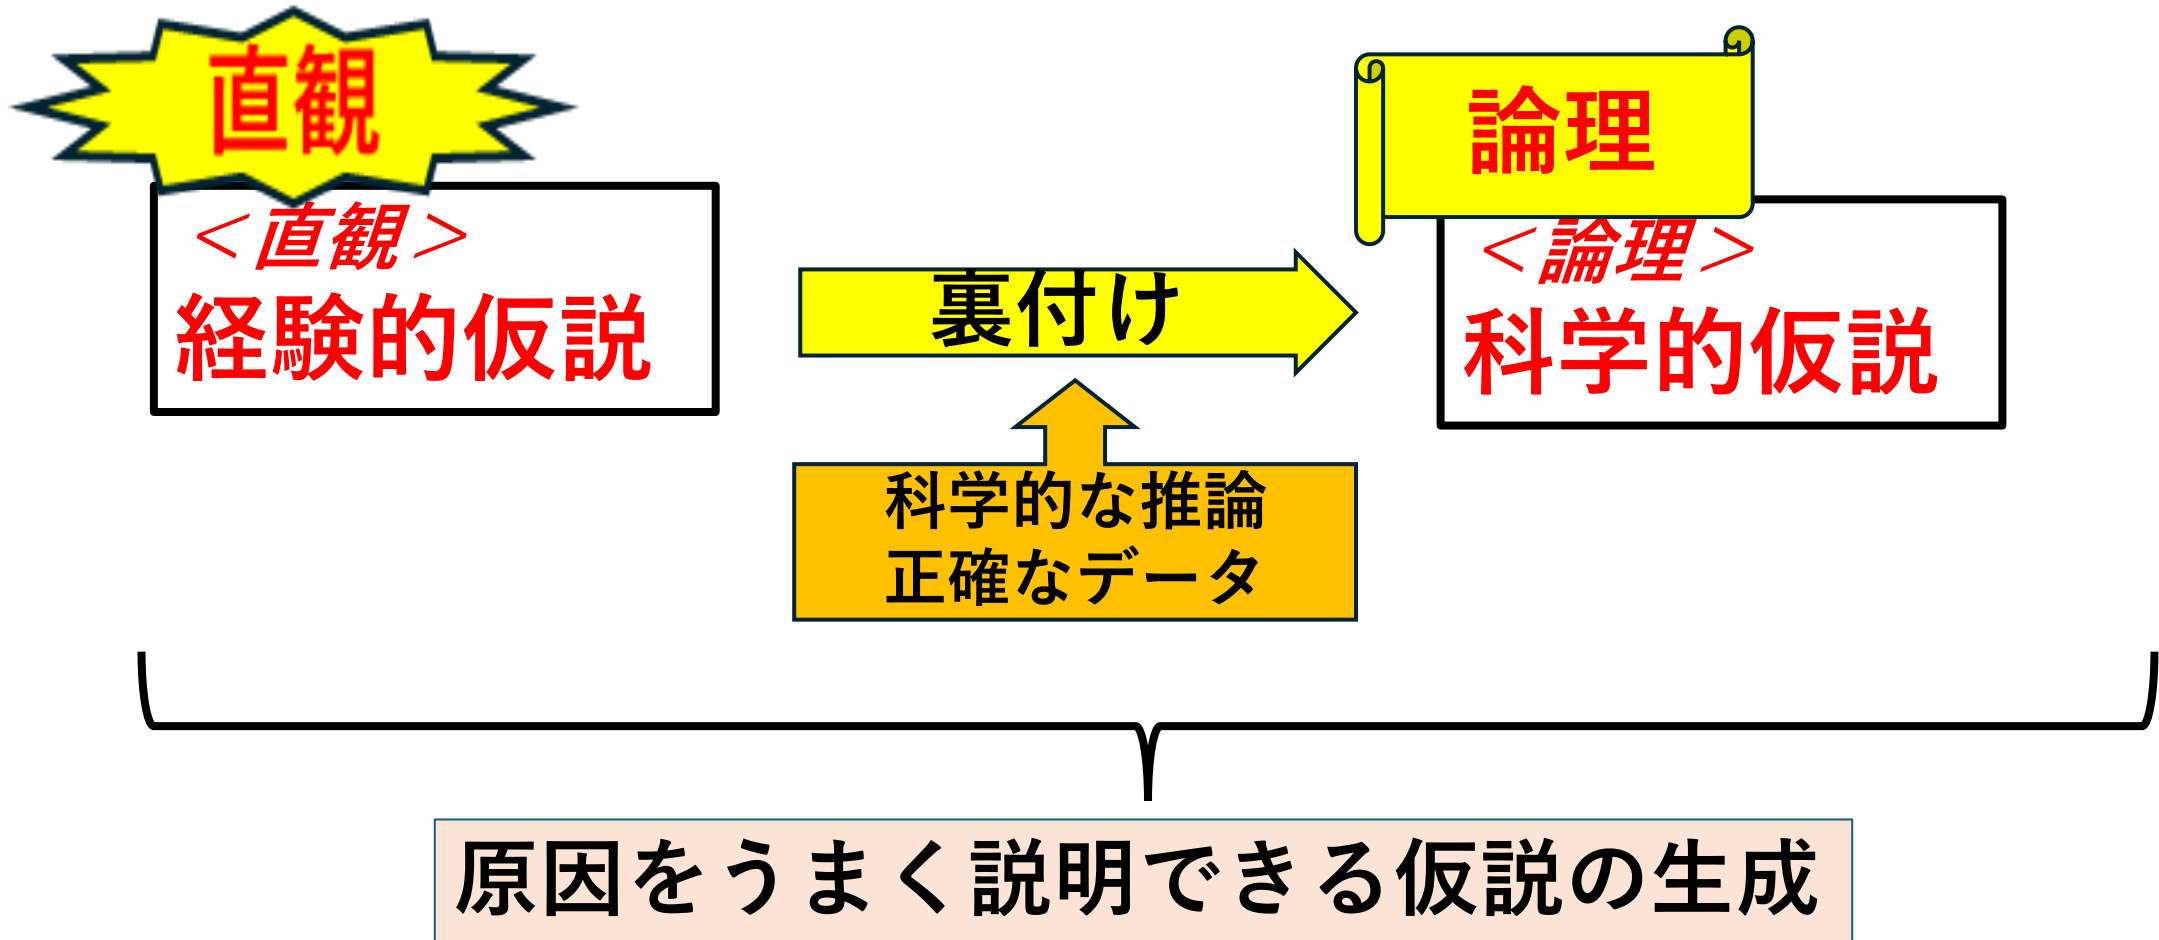 直観
＜直観＞
経験的仮説
裏付け
科学的な推論
正確なデータ
論理
＜論理＞
科学的仮説
原因をうまく説明できる仮説の生成